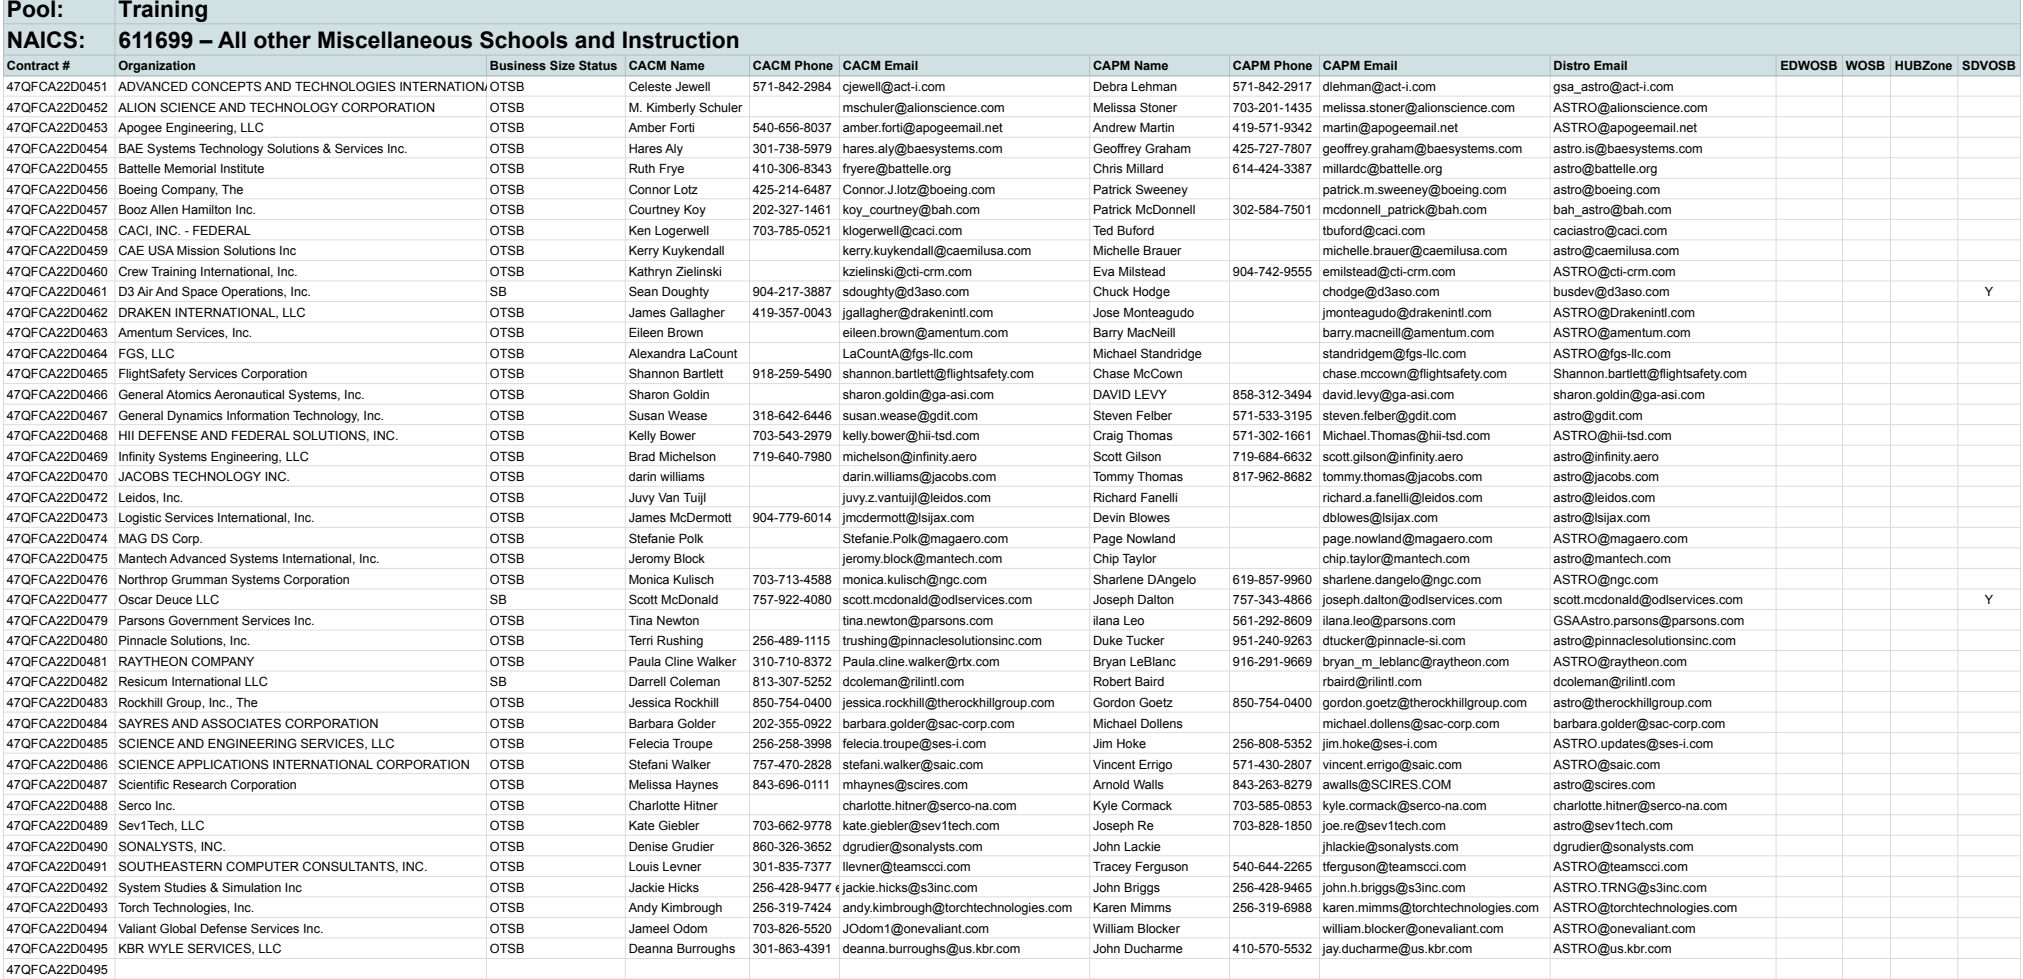 Pool: Training
NAICS: 611699 – All other Miscellaneous Schools and Instruction
Contract # Organization Business Size Status CACM Name CACM Phone CACM Email CAPM Name CAPM Phone CAPM Email Distro Email EDWOSB WOSB HUBZone SDVOSB
47QFCA22D0451 ADVANCED CONCEPTS AND TECHNOLOGIES INTERNATIONA OTSB Celeste Jewell 571-842-2984 cjewell@act-i.com Debra Lehman 571-842-2917 dlehman@act-i.com gsa_astro@act-i.com
47QFCA22D0452 ALION SCIENCE AND TECHNOLOGY CORPORATION OTSB M. Kimberly Schuler mschuler@alionscience.com Melissa Stoner 703-201-1435 melissa.stoner@alionscience.com ASTRO@alionscience.com
47QFCA22D0453 Apogee Engineering, LLC OTSB Amber Forti 540-656-8037 amber.forti@apogeemail.net Andrew Martin 419-571-9342 martin@apogeemail.net ASTRO@apogeemail.net
47QFCA22D0454 BAE Systems Technology Solutions & Services Inc. OTSB Hares Aly 301-738-5979 hares.aly@baesystems.com Geoffrey Graham 425-727-7807 geoffrey.graham@baesystems.com astro.is@baesystems.com
47QFCA22D0455 Battelle Memorial Institute OTSB Ruth Frye 410-306-8343 fryere@battelle.org Chris Millard 614-424-3387 millardc@battelle.org astro@battelle.org
47QFCA22D0456 Boeing Company, The OTSB Connor Lotz 425-214-6487 Connor.J.lotz@boeing.com Patrick Sweeney patrick.m.sweeney@boeing.com astro@boeing.com
47QFCA22D0457 Booz Allen Hamilton Inc. OTSB Courtney Koy 202-327-1461 koy_courtney@bah.com Patrick McDonnell 302-584-7501 mcdonnell_patrick@bah.com bah_astro@bah.com
47QFCA22D0458 CACI, INC. - FEDERAL OTSB Ken Logerwell 703-785-0521 klogerwell@caci.com Ted Buford tbuford@caci.com caciastro@caci.com
47QFCA22D0459 CAE USA Mission Solutions Inc OTSB Kerry Kuykendall kerry.kuykendall@caemilusa.com Michelle Brauer michelle.brauer@caemilusa.com astro@caemilusa.com
47QFCA22D0460 Crew Training International, Inc. OTSB Kathryn Zielinski kzielinski@cti-crm.com Eva Milstead 904-742-9555 emilstead@cti-crm.com ASTRO@cti-crm.com
47QFCA22D0461 D3 Air And Space Operations, Inc. SB Sean Doughty 904-217-3887 sdoughty@d3aso.com Chuck Hodge chodge@d3aso.com busdev@d3aso.com Y
47QFCA22D0462 DRAKEN INTERNATIONAL, LLC OTSB James Gallagher 419-357-0043 jgallagher@drakenintl.com Jose Monteagudo jmonteagudo@drakenintl.com ASTRO@Drakenintl.com
47QFCA22D0463 Amentum Services, Inc. OTSB Eileen Brown eileen.brown@amentum.com Barry MacNeill barry.macneill@amentum.com ASTRO@amentum.com
47QFCA22D0464 FGS, LLC OTSB Alexandra LaCount LaCountA@fgs-llc.com Michael Standridge standridgem@fgs-llc.com ASTRO@fgs-llc.com
47QFCA22D0465 FlightSafety Services Corporation OTSB Shannon Bartlett 918-259-5490 shannon.bartlett@flightsafety.com Chase McCown chase.mccown@flightsafety.com Shannon.bartlett@flightsafety.com
47QFCA22D0466 General Atomics Aeronautical Systems, Inc. OTSB Sharon Goldin sharon.goldin@ga-asi.com DAVID LEVY 858-312-3494 david.levy@ga-asi.com sharon.goldin@ga-asi.com
47QFCA22D0467 General Dynamics Information Technology, Inc. OTSB Susan Wease 318-642-6446 susan.wease@gdit.com Steven Felber 571-533-3195 steven.felber@gdit.com astro@gdit.com
47QFCA22D0468 HII DEFENSE AND FEDERAL SOLUTIONS, INC. OTSB Kelly Bower 703-543-2979 kelly.bower@hii-tsd.com Craig Thomas 571-302-1661 Michael.Thomas@hii-tsd.com ASTRO@hii-tsd.com
47QFCA22D0469 Infinity Systems Engineering, LLC OTSB Brad Michelson 719-640-7980 michelson@infinity.aero Scott Gilson 719-684-6632 scott.gilson@infinity.aero astro@infinity.aero
47QFCA22D0470 JACOBS TECHNOLOGY INC. OTSB darin williams darin.williams@jacobs.com Tommy Thomas 817-962-8682 tommy.thomas@jacobs.com astro@jacobs.com
47QFCA22D0472 Leidos, Inc. OTSB Juvy Van Tuijl juvy.z.vantuijl@leidos.com Richard Fanelli richard.a.fanelli@leidos.com astro@leidos.com
47QFCA22D0473 Logistic Services International, Inc. OTSB James McDermott 904-779-6014 jmcdermott@lsijax.com Devin Blowes dblowes@lsijax.com astro@lsijax.com
47QFCA22D0474 MAG DS Corp. OTSB Stefanie Polk Stefanie.Polk@magaero.com Page Nowland page.nowland@magaero.com ASTRO@magaero.com
47QFCA22D0475 Mantech Advanced Systems International, Inc. OTSB Jeromy Block jeromy.block@mantech.com Chip Taylor chip.taylor@mantech.com astro@mantech.com
47QFCA22D0476 Northrop Grumman Systems Corporation OTSB Monica Kulisch 703-713-4588 monica.kulisch@ngc.com Sharlene DAngelo 619-857-9960 sharlene.dangelo@ngc.com ASTRO@ngc.com
47QFCA22D0477 Oscar Deuce LLC SB Scott McDonald 757-922-4080 scott.mcdonald@odlservices.com Joseph Dalton 757-343-4866 joseph.dalton@odlservices.com scott.mcdonald@odlservices.com Y
47QFCA22D0479 Parsons Government Services Inc. OTSB Tina Newton tina.newton@parsons.com ilana Leo 561-292-8609 ilana.leo@parsons.com GSAAstro.parsons@parsons.com
47QFCA22D0480 Pinnacle Solutions, Inc. OTSB Terri Rushing 256-489-1115 trushing@pinnaclesolutionsinc.com Duke Tucker 951-240-9263 dtucker@pinnacle-si.com astro@pinnaclesolutionsinc.com
47QFCA22D0481 RAYTHEON COMPANY OTSB Paula Cline Walker 310-710-8372 Paula.cline.walker@rtx.com Bryan LeBlanc 916-291-9669 bryan_m_leblanc@raytheon.com ASTRO@raytheon.com
47QFCA22D0482 Resicum International LLC SB Darrell Coleman 813-307-5252 dcoleman@rilintl.com Robert Baird rbaird@rilintl.com dcoleman@rilintl.com
47QFCA22D0483 Rockhill Group, Inc., The OTSB Jessica Rockhill 850-754-0400 jessica.rockhill@therockhillgroup.com Gordon Goetz 850-754-0400 gordon.goetz@therockhillgroup.com astro@therockhillgroup.com
47QFCA22D0484 SAYRES AND ASSOCIATES CORPORATION OTSB Barbara Golder 202-355-0922 barbara.golder@sac-corp.com Michael Dollens michael.dollens@sac-corp.com barbara.golder@sac-corp.com
47QFCA22D0485 SCIENCE AND ENGINEERING SERVICES, LLC OTSB Felecia Troupe 256-258-3998 felecia.troupe@ses-i.com Jim Hoke 256-808-5352 jim.hoke@ses-i.com ASTRO.updates@ses-i.com
47QFCA22D0486 SCIENCE APPLICATIONS INTERNATIONAL CORPORATION OTSB Stefani Walker 757-470-2828 stefani.walker@saic.com Vincent Errigo 571-430-2807 vincent.errigo@saic.com ASTRO@saic.com
47QFCA22D0487 Scientific Research Corporation OTSB Melissa Haynes 843-696-0111 mhaynes@scires.com Arnold Walls 843-263-8279 awalls@SCIRES.COM astro@scires.com
47QFCA22D0488 Serco Inc. OTSB Charlotte Hitner charlotte.hitner@serco-na.com Kyle Cormack 703-585-0853 kyle.cormack@serco-na.com charlotte.hitner@serco-na.com
47QFCA22D0489 Sev1Tech, LLC OTSB Kate Giebler 703-662-9778 kate.giebler@sev1tech.com Joseph Re 703-828-1850 joe.re@sev1tech.com astro@sev1tech.com
47QFCA22D0490 SONALYSTS, INC. OTSB Denise Grudier 860-326-3652 dgrudier@sonalysts.com John Lackie jhlackie@sonalysts.com dgrudier@sonalysts.com
47QFCA22D0491 SOUTHEASTERN COMPUTER CONSULTANTS, INC. OTSB Louis Levner 301-835-7377 llevner@teamscci.com Tracey Ferguson 540-644-2265 tferguson@teamscci.com ASTRO@teamscci.com
47QFCA22D0492 System Studies & Simulation Inc OTSB Jackie Hicks 256-428-9477 e jackie.hicks@s3inc.com John Briggs 256-428-9465 john.h.briggs@s3inc.com ASTRO.TRNG@s3inc.com
47QFCA22D0493 Torch Technologies, Inc. OTSB Andy Kimbrough 256-319-7424 andy.kimbrough@torchtechnologies.com Karen Mimms 256-319-6988 karen.mimms@torchtechnologies.com ASTRO@torchtechnologies.com
47QFCA22D0494 Valiant Global Defense Services Inc. OTSB Jameel Odom 703-826-5520 JOdom1@onevaliant.com William Blocker william.blocker@onevaliant.com ASTRO@onevaliant.com
47QFCA22D0495 KBR WYLE SERVICES, LLC OTSB Deanna Burroughs 301-863-4391 deanna.burroughs@us.kbr.com John Ducharme 410-570-5532 jay.ducharme@us.kbr.com ASTRO@us.kbr.com
47QFCA22D0495